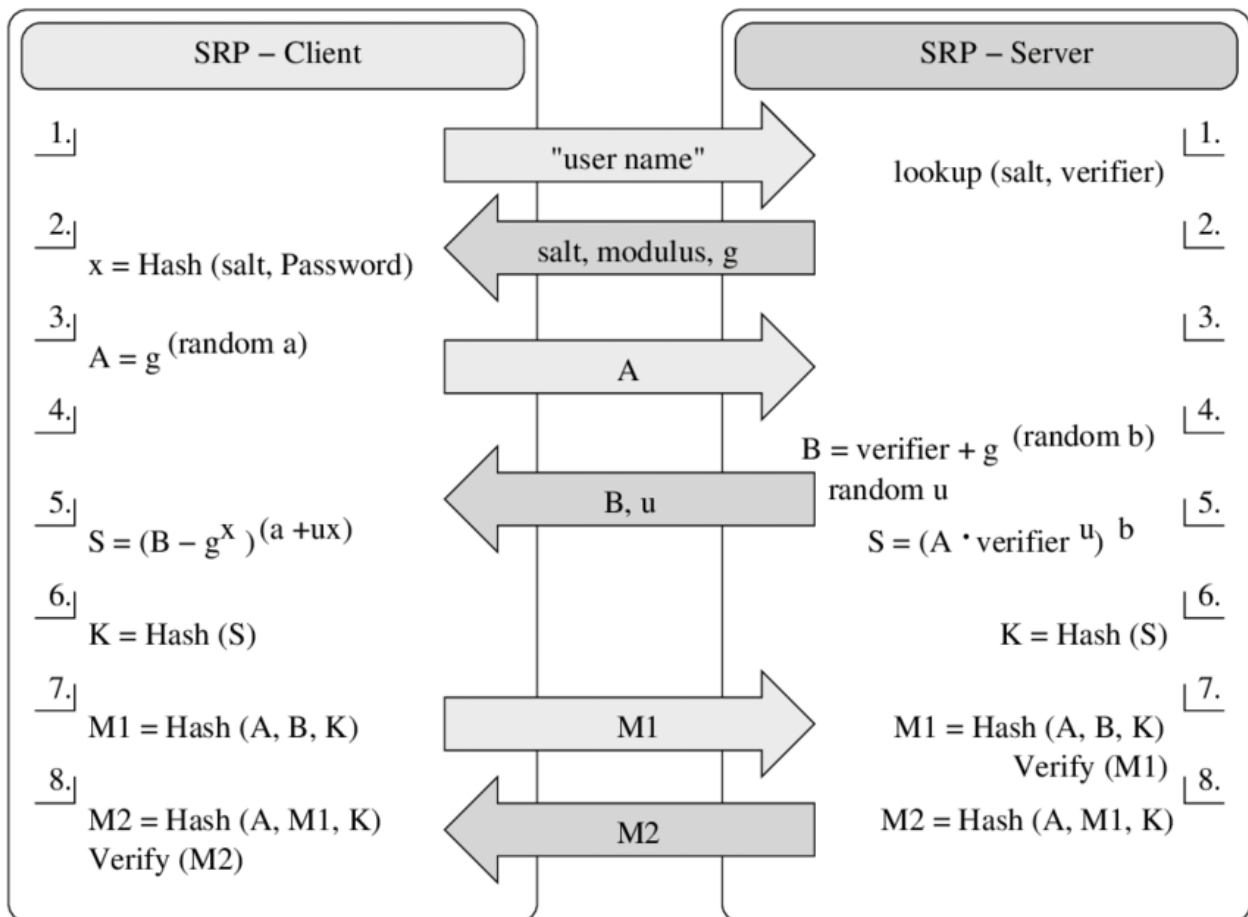 SRP – Client
SRP – Server
1.
"user name"
1.
lookup (salt, verifier)
2.
salt, modulus, g
2.
x = Hash (salt, Password)
3.
3.
A = g (random a)
A
4.
4.
B = verifier + g (random b)
random u
B, u
5.
5.
S = (B – g x ) (a +ux)
S = (A · verifier u) b
6.
6.
K = Hash (S)
K = Hash (S)
7.
7.
M1 = Hash (A, B, K)
M1
M1 = Hash (A, B, K)
Verify (M1)
8.
8.
M2 = Hash (A, M1, K)
M2
M2 = Hash (A, M1, K)
Verify (M2)